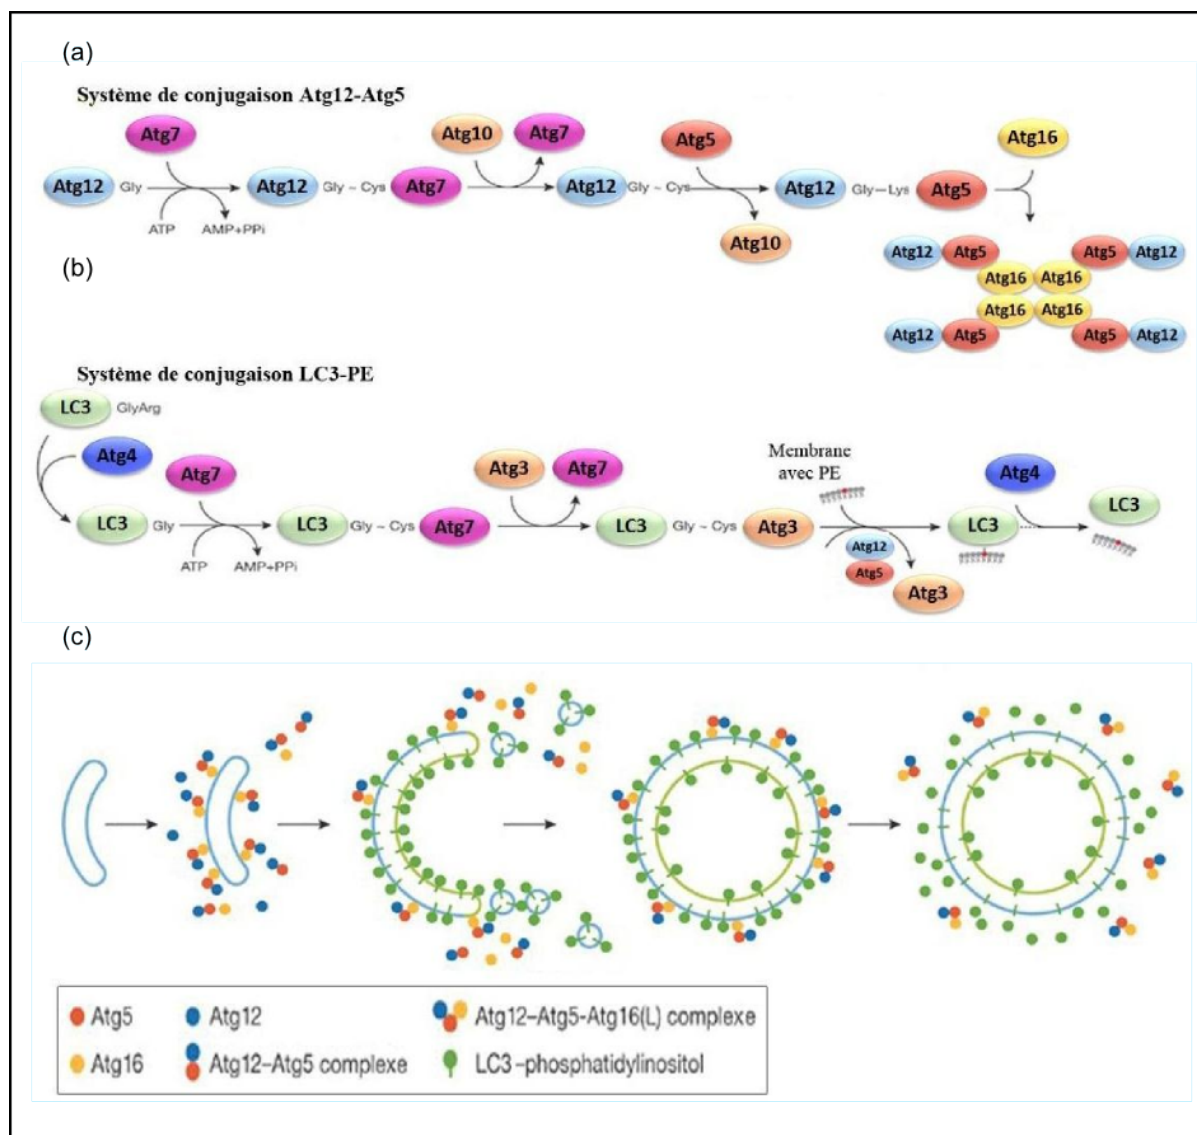 (a)
Système de conjugaison Atg12-Atg5
Atg7 Atg10 Atg7 Atg5 Atg16
Atg12 Gly Atg12 Gly ~ Cys Atg7 Atg12 Gly ~ Cys Atg12 Gly–Lys Atg5
ATP AMP+PPi Atg10
Atg12 Atg5 Atg5 Atg12
Atg16 Atg16
Atg16 Atg16
Atg12 Atg5 Atg5 Atg12
(b)
Système de conjugaison LC3-PE
LC3 GlyArg
Atg4 Atg7 Atg3 Atg7 Membrane
avec PE
Atg4
LC3 Gly LC3 Gly ~ Cys Atg7 LC3 Gly ~ Cys Atg3 LC3 LC3
ATP AMP+PPi Atg12
Atg5
Atg3
(c)
Atg5 Atg12 Atg12–Atg5-Atg16(L) complexe
Atg16 Atg12–Atg5 complexe LC3–phosphatidylinositol